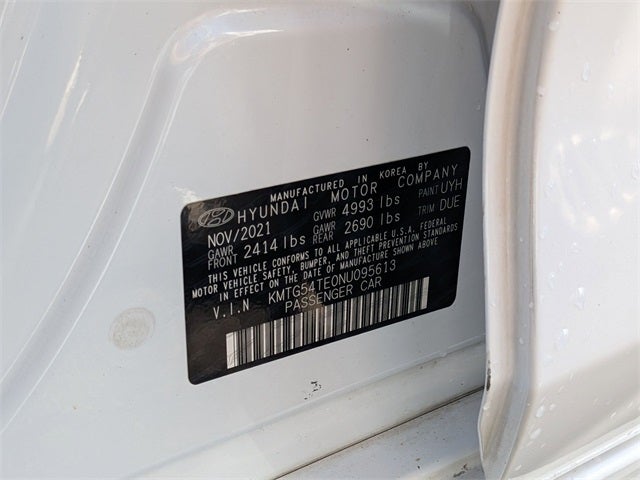 MANUFACTURED IN KOREA BY
HYUNDAI MOTOR COMPANY
NOV/2021 GVWR 4993 lbs PAINT UYH
GAWR FRONT 2414 lbs GAWR REAR 2690 lbs TRIM DUE
THIS VEHICLE CONFORMS TO ALL APPLICABLE U.S.A. FEDERAL
MOTOR VEHICLE SAFETY, AND THEFT PREVENTION STANDARDS
IN EFFECT ON THE DATE OF MANUFACTURE SHOWN ABOVE.
V.I.N KMTG54TE0NU095613
PASSENGER CAR